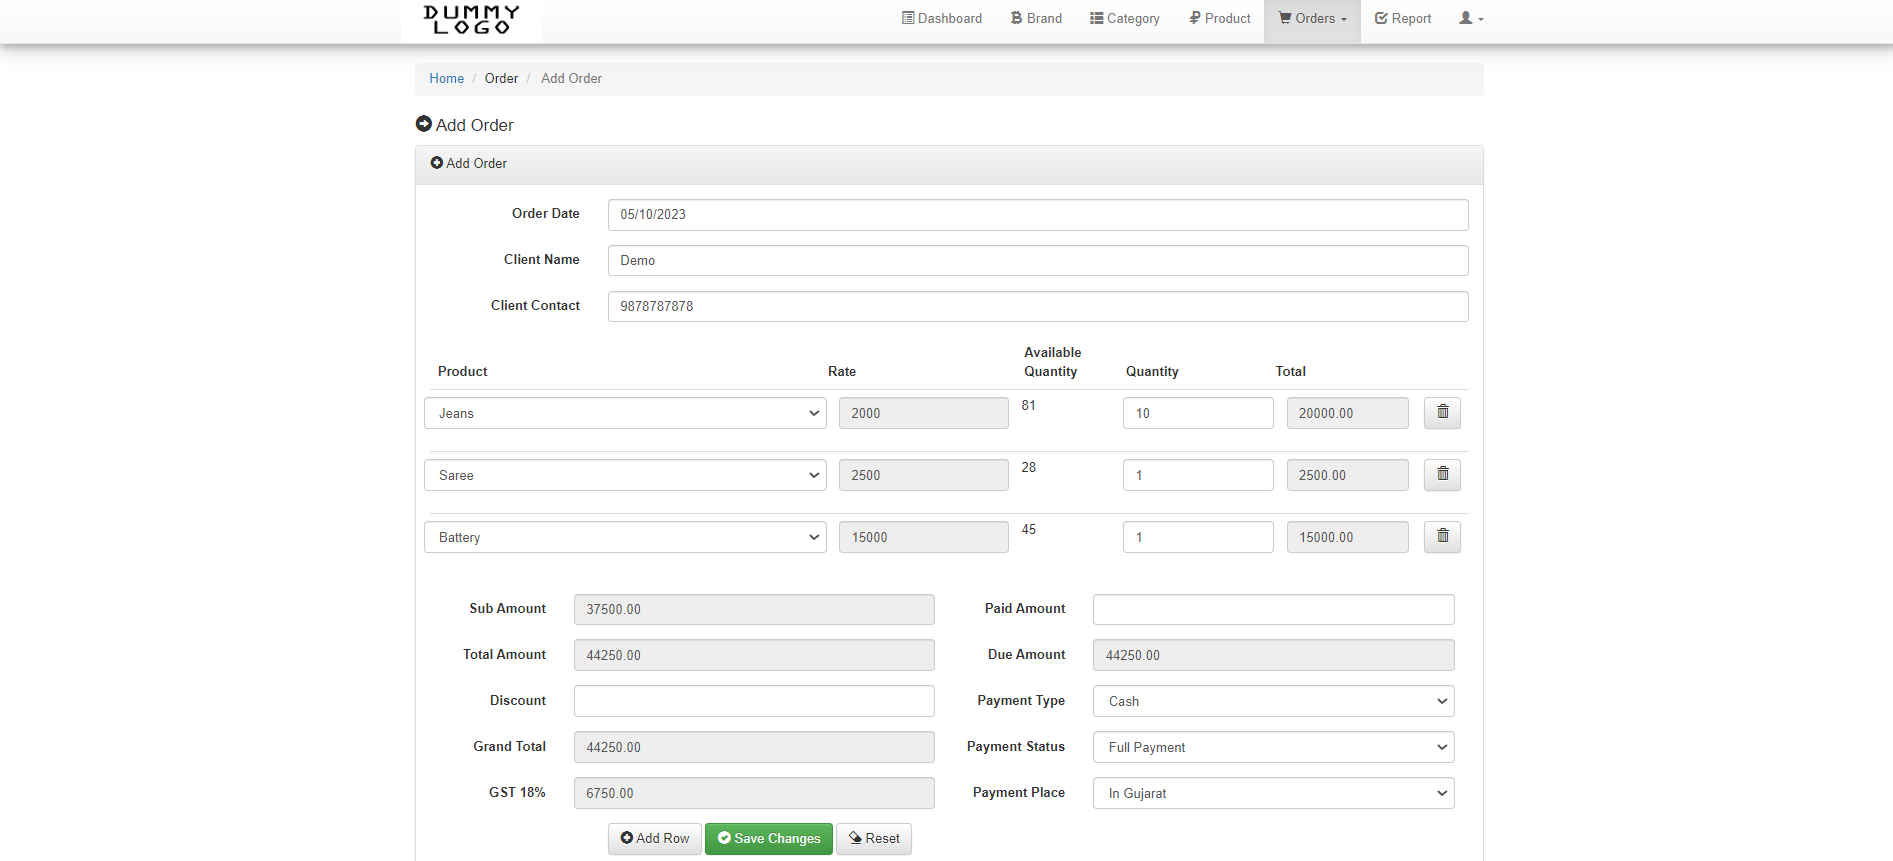 DUMMY
LOGO
Dashboard Brand Category Product Orders Report
Home / Order / Add Order
Add Order
Add Order
Order Date 05/10/2023
Client Name Demo
Client Contact 9878787878
Product Rate Available Quantity Quantity Total
Jeans 2000 81 10 20000.00
Saree 2500 28 1 2500.00
Battery 15000 45 1 15000.00
Sub Amount 37500.00 Paid Amount
Total Amount 44250.00 Due Amount 44250.00
Discount Payment Type Cash
Grand Total 44250.00 Payment Status Full Payment
GST 18% 6750.00 Payment Place In Gujarat
Add Row Save Changes Reset